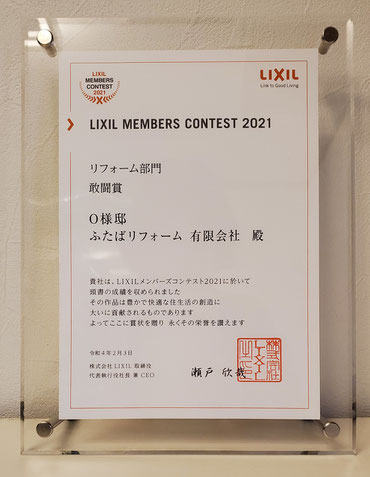 LIXIL
MEMBERS
CONTEST
2021
LIXIL
Link to Good Living
LIXIL MEMBERS CONTEST 2021
リフォーム部門
敢闘賞
O様邸
ふたばリフォーム 有限会社 殿
貴社は、LIXILメンバーズコンテスト2021に於いて
頭書の成績を収められました
その作品は豊かで快適な住生活の創造に
大いに貢献されるものであります
よってここに賞状を贈り 永くその栄誉を讃えます
令和4年2月3日
株式会社LIXIL 取締役
代表執行役社長 兼 CEO
瀬戸 欣哉